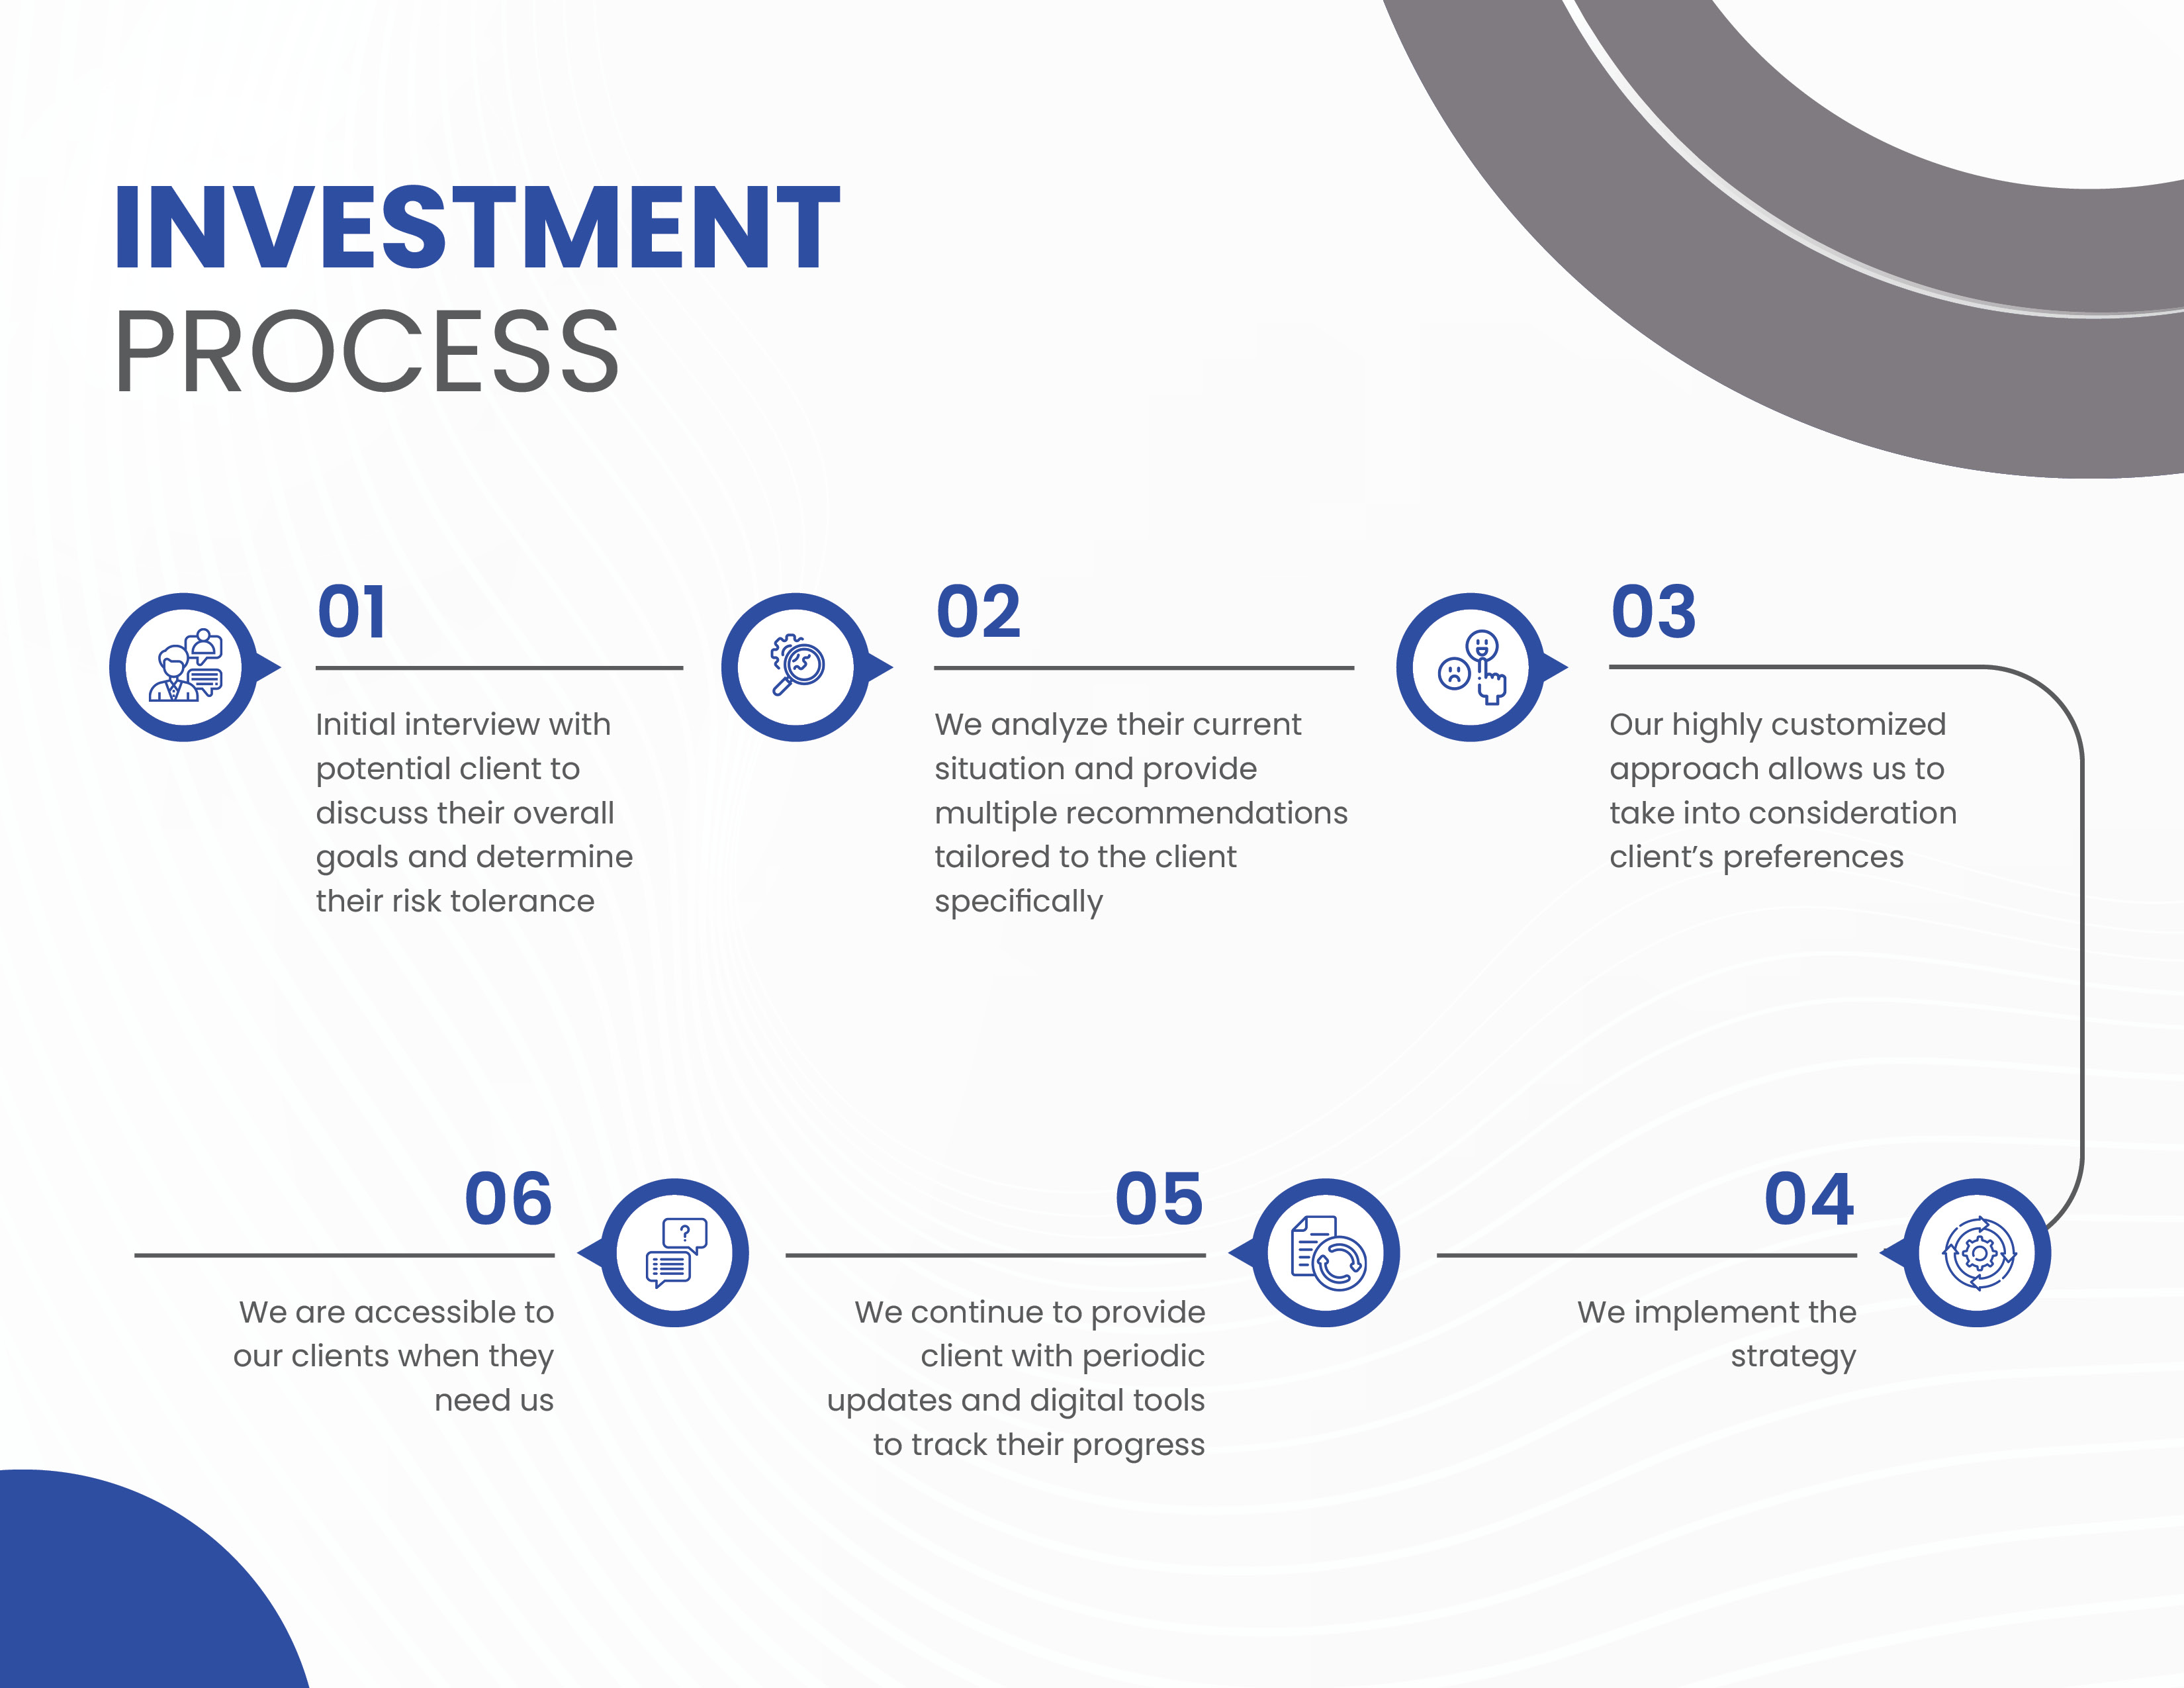 INVESTMENT
PROCESS
01
Initial interview with
potential client to
discuss their overall
goals and determine
their risk tolerance
02
We analyze their current
situation and provide
multiple recommendations
tailored to the client
specifically
03
Our highly customized
approach allows us to
take into consideration
client’s preferences
04
We implement the
strategy
05
We continue to provide
client with periodic
updates and digital tools
to track their progress
06
We are accessible to
our clients when they
need us
?